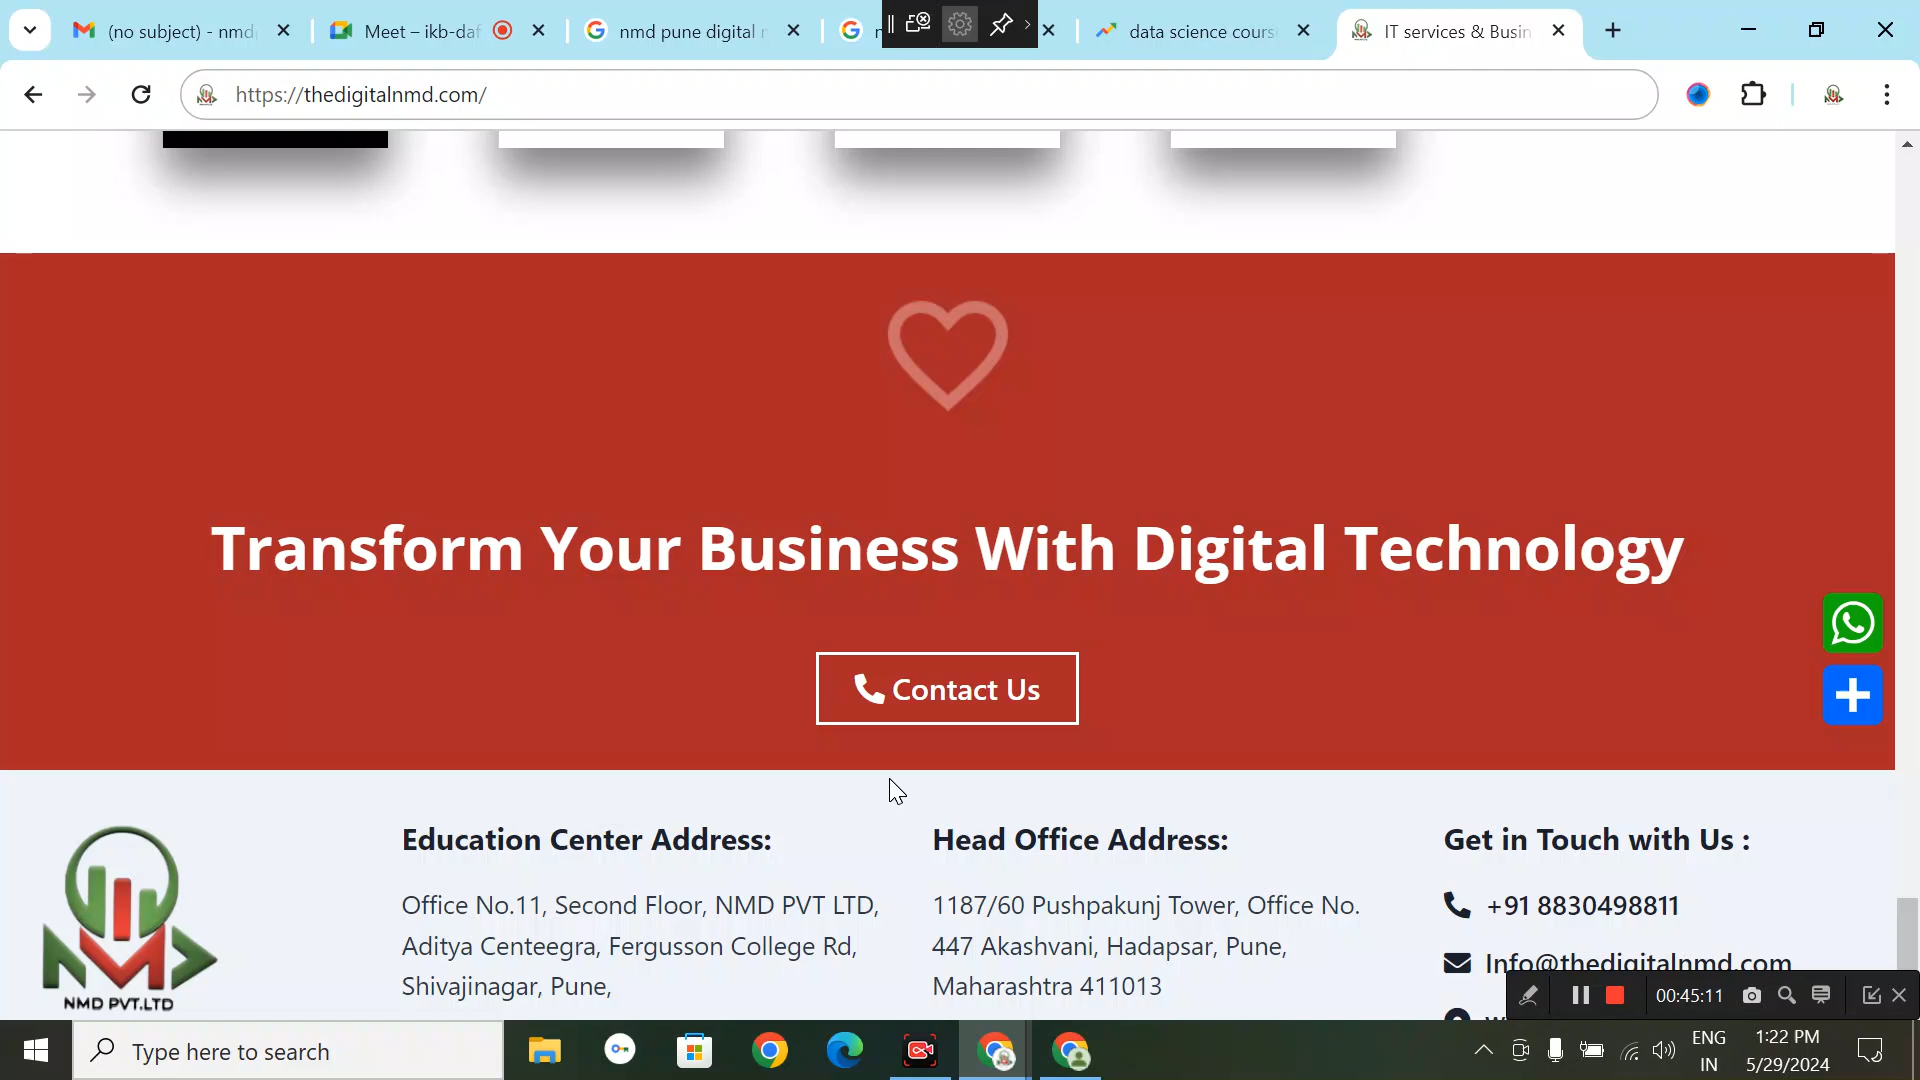 (no subject) - nmd
Meet – ikb-daf
nmd pune digital
data science cours
IT services & Busin
https://thedigitalnmd.com/
Transform Your Business With Digital Technology
Contact Us
NMD PVT.LTD
Education Center Address:
Office No.11, Second Floor, NMD PVT LTD,
Aditya Centeegra, Fergusson College Rd,
Shivajinagar, Pune,
Head Office Address:
1187/60 Pushpakunj Tower, Office No.
447 Akashvani, Hadapsar, Pune,
Maharashtra 411013
Get in Touch with Us :
+91 8830498811
Info@thedigitalnmd.com
00:45:11
Type here to search
ENG
IN
1:22 PM
5/29/2024